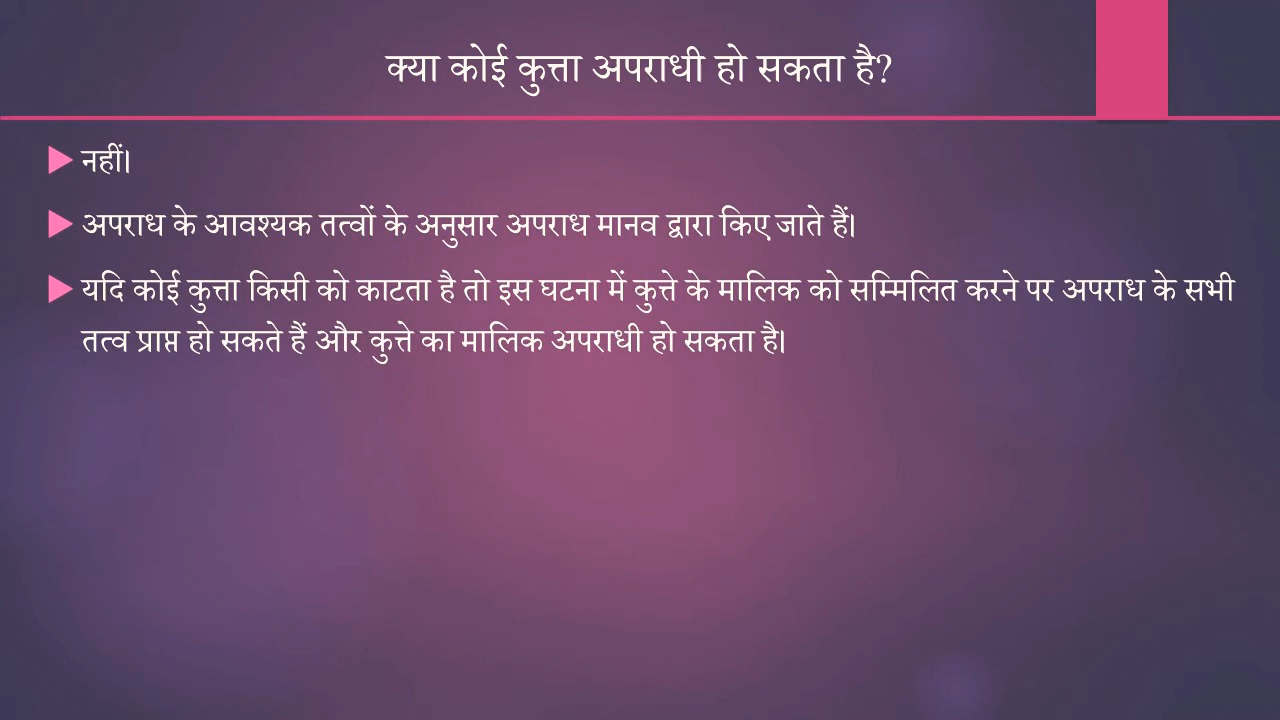 क्या कोई कुत्ता अपराधी हो सकता है?
नहीं।
अपराध के आवश्यक तत्वों के अनुसार अपराध मानव द्वारा किए जाते हैं।
यदि कोई कुत्ता किसी को काटता है तो इस घटना में कुत्ते के मालिक को सम्मिलित करने पर अपराध के सभी
तत्व प्राप्त हो सकते हैं और कुत्ते का मालिक अपराधी हो सकता है।